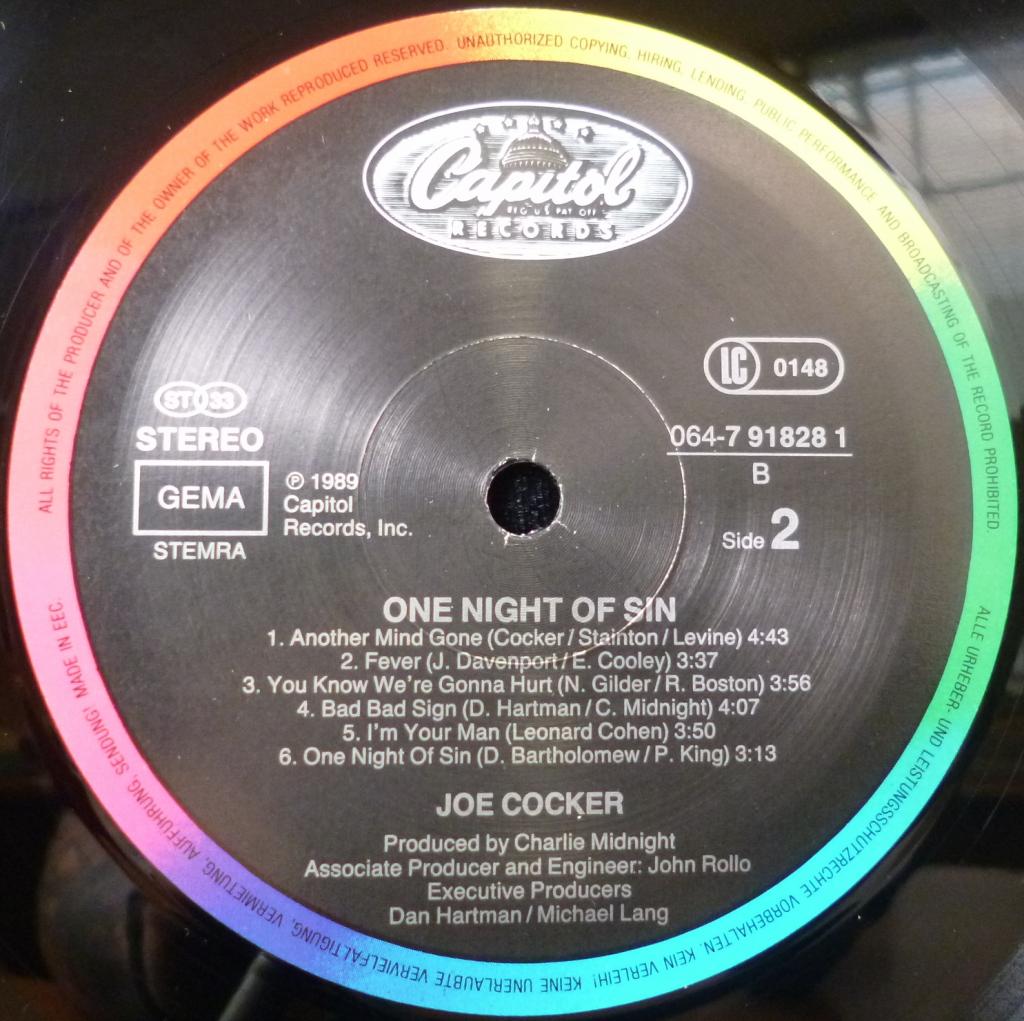 ALL RIGHTS OF THE PRODUCER AND OF THE OWNER OF THE WORK REPRODUCED RESERVED. UNAUTHORIZED COPYING, HIRING, LENDING, PUBLIC PERFORMANCE AND BROADCASTING OF THE RECORD PROHIBITED.
Capitol
REG US PAT OFF
RECORDS
LC 0148
ST 33
STEREO
GEMA
STEMRA
℗ 1989
Capitol
Records, Inc.
064-7 91828 1
B
Side 2
ONE NIGHT OF SIN
1. Another Mind Gone (Cocker / Stainton / Levine) 4:43
2. Fever (J. Davenport / E. Cooley) 3:37
3. You Know We're Gonna Hurt (N. Gilder / R. Boston) 3:56
4. Bad Bad Sign (D. Hartman / C. Midnight) 4:07
5. I'm Your Man (Leonard Cohen) 3:50
6. One Night Of Sin (D. Bartholomew / P. King) 3:13
JOE COCKER
Produced by Charlie Midnight
Associate Producer and Engineer: John Rollo
Executive Producers
Dan Hartman / Michael Lang
ALLE URHEBER- UND LEISTUNGSSCHUTZRECHTE VORBEHALTEN. KEIN VERLEIH! KEINE UNERLAUBTE VERVIELFÄLTIGUNG, VERMIETUNG, AUFFÜHRUNG, SENDUNG! MADE IN EEC.